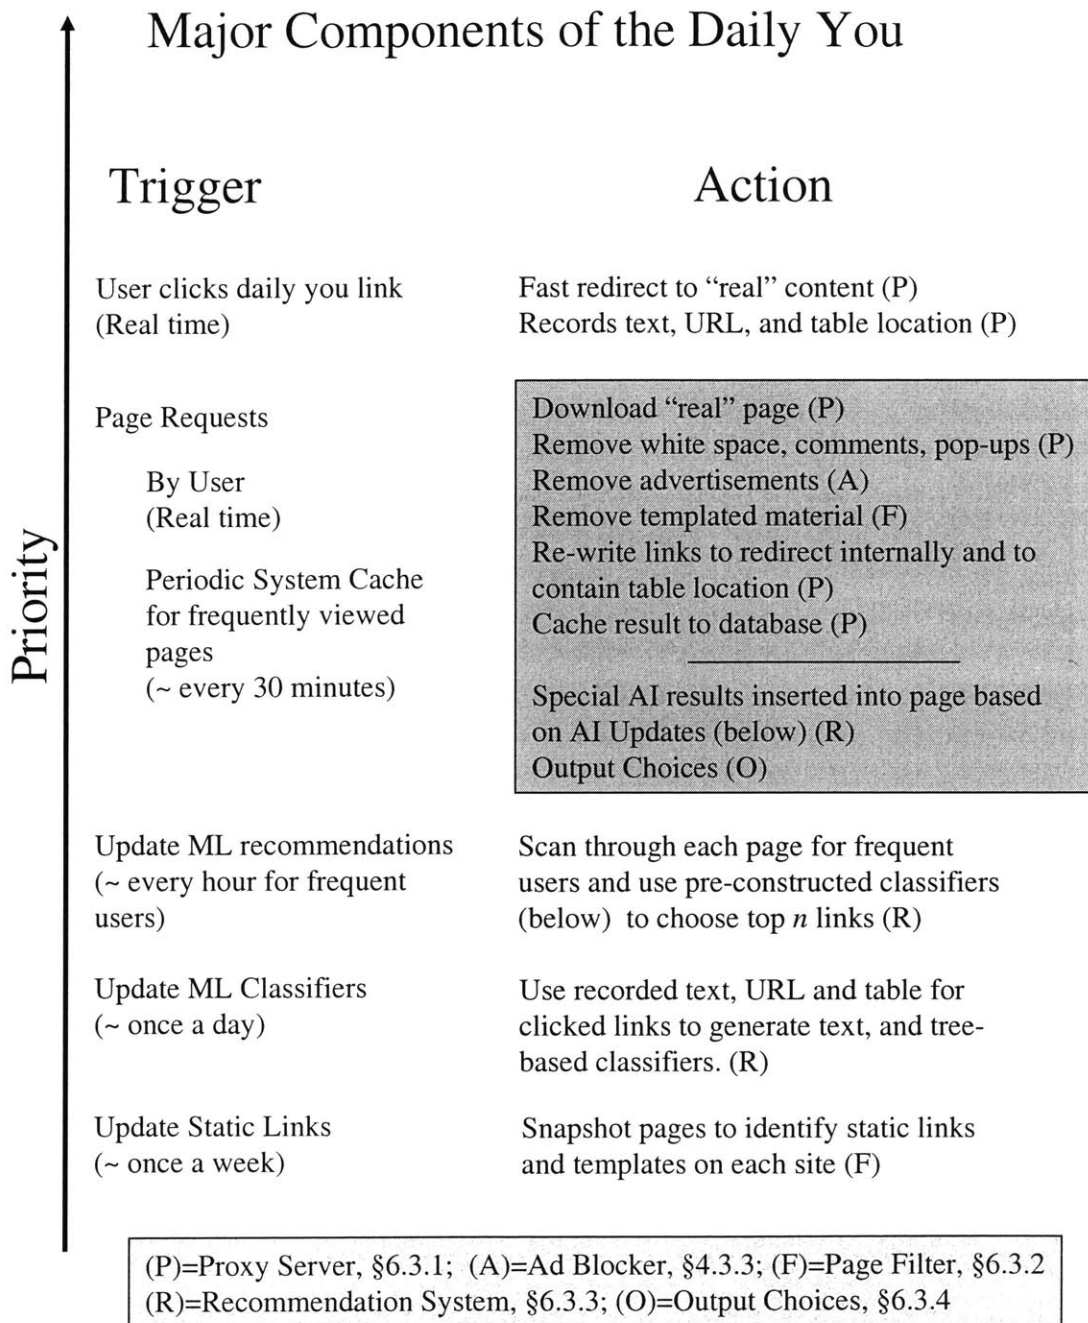 Major Components of the Daily You
Trigger
Action
Priority
User clicks daily you link
(Real time)
Fast redirect to “real” content (P)
Records text, URL, and table location (P)
Page Requests
By User
(Real time)
Periodic System Cache
for frequently viewed
pages
(~ every 30 minutes)
Download “real” page (P)
Remove white space, comments, pop-ups (P)
Remove advertisements (A)
Remove templated material (F)
Re-write links to redirect internally and to
contain table location (P)
Cache result to database (P)
Special AI results inserted into page based
on AI Updates (below) (R)
Output Choices (O)
Update ML recommendations
(~ every hour for frequent
users)
Scan through each page for frequent
users and use pre-constructed classifiers
(below)  to choose top n links (R)
Update ML Classifiers
(~ once a day)
Use recorded text, URL and table for
clicked links to generate text, and tree-
based classifiers. (R)
Update Static Links
(~ once a week)
Snapshot pages to identify static links
and templates on each site (F)
(P)=Proxy Server, §6.3.1;  (A)=Ad Blocker, §4.3.3; (F)=Page Filter, §6.3.2
(R)=Recommendation System, §6.3.3; (O)=Output Choices, §6.3.4